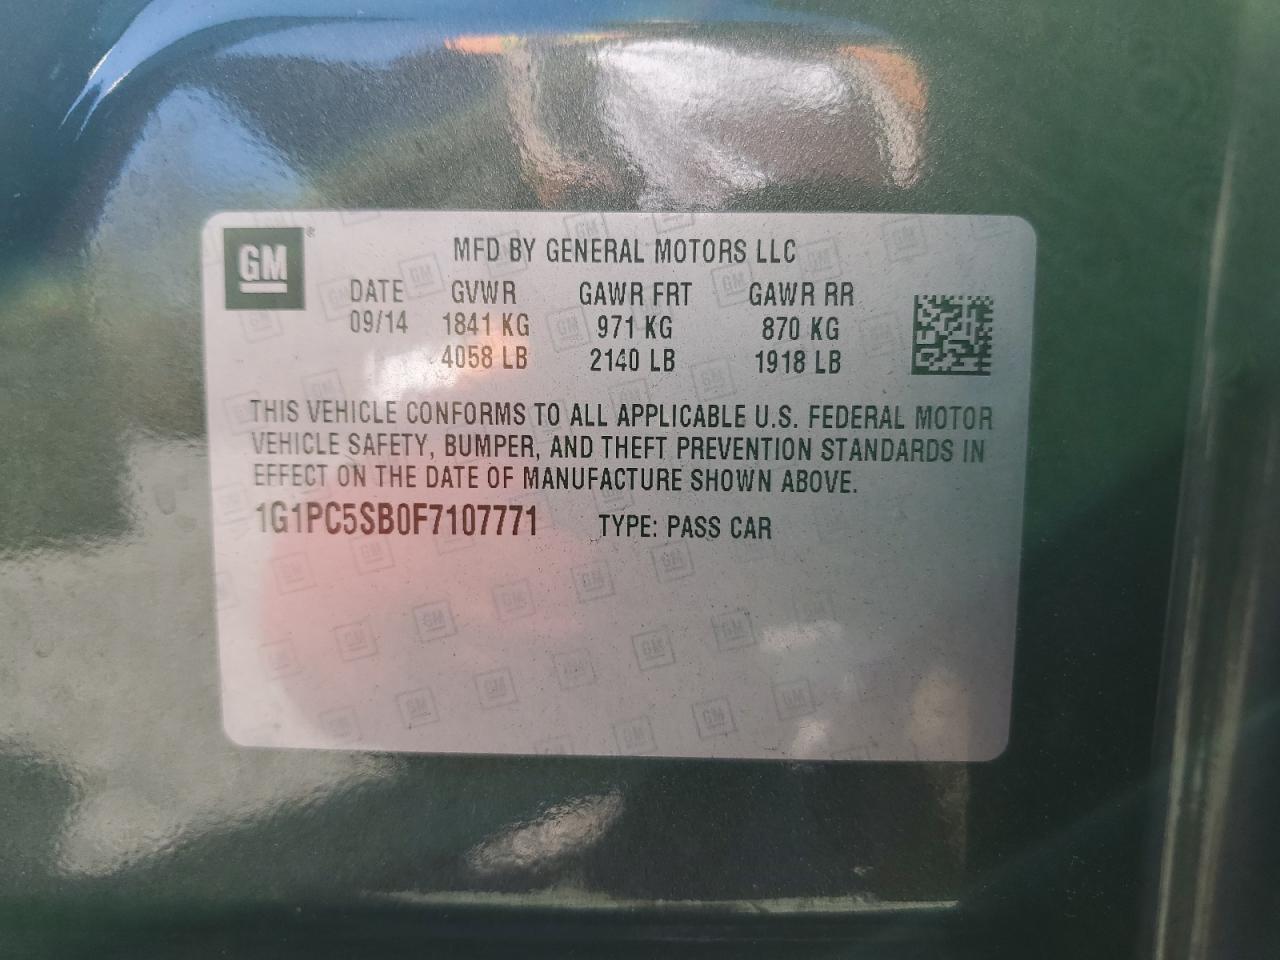 GM®
MFD BY GENERAL MOTORS LLC
DATE GVWR GAWR FRT GAWR RR
09/14 1841 KG 971 KG 870 KG
4058 LB 2140 LB 1918 LB
THIS VEHICLE CONFORMS TO ALL APPLICABLE U.S. FEDERAL MOTOR
VEHICLE SAFETY, BUMPER, AND THEFT PREVENTION STANDARDS IN
EFFECT ON THE DATE OF MANUFACTURE SHOWN ABOVE.
1G1PC5SB0F7107771 TYPE: PASS CAR